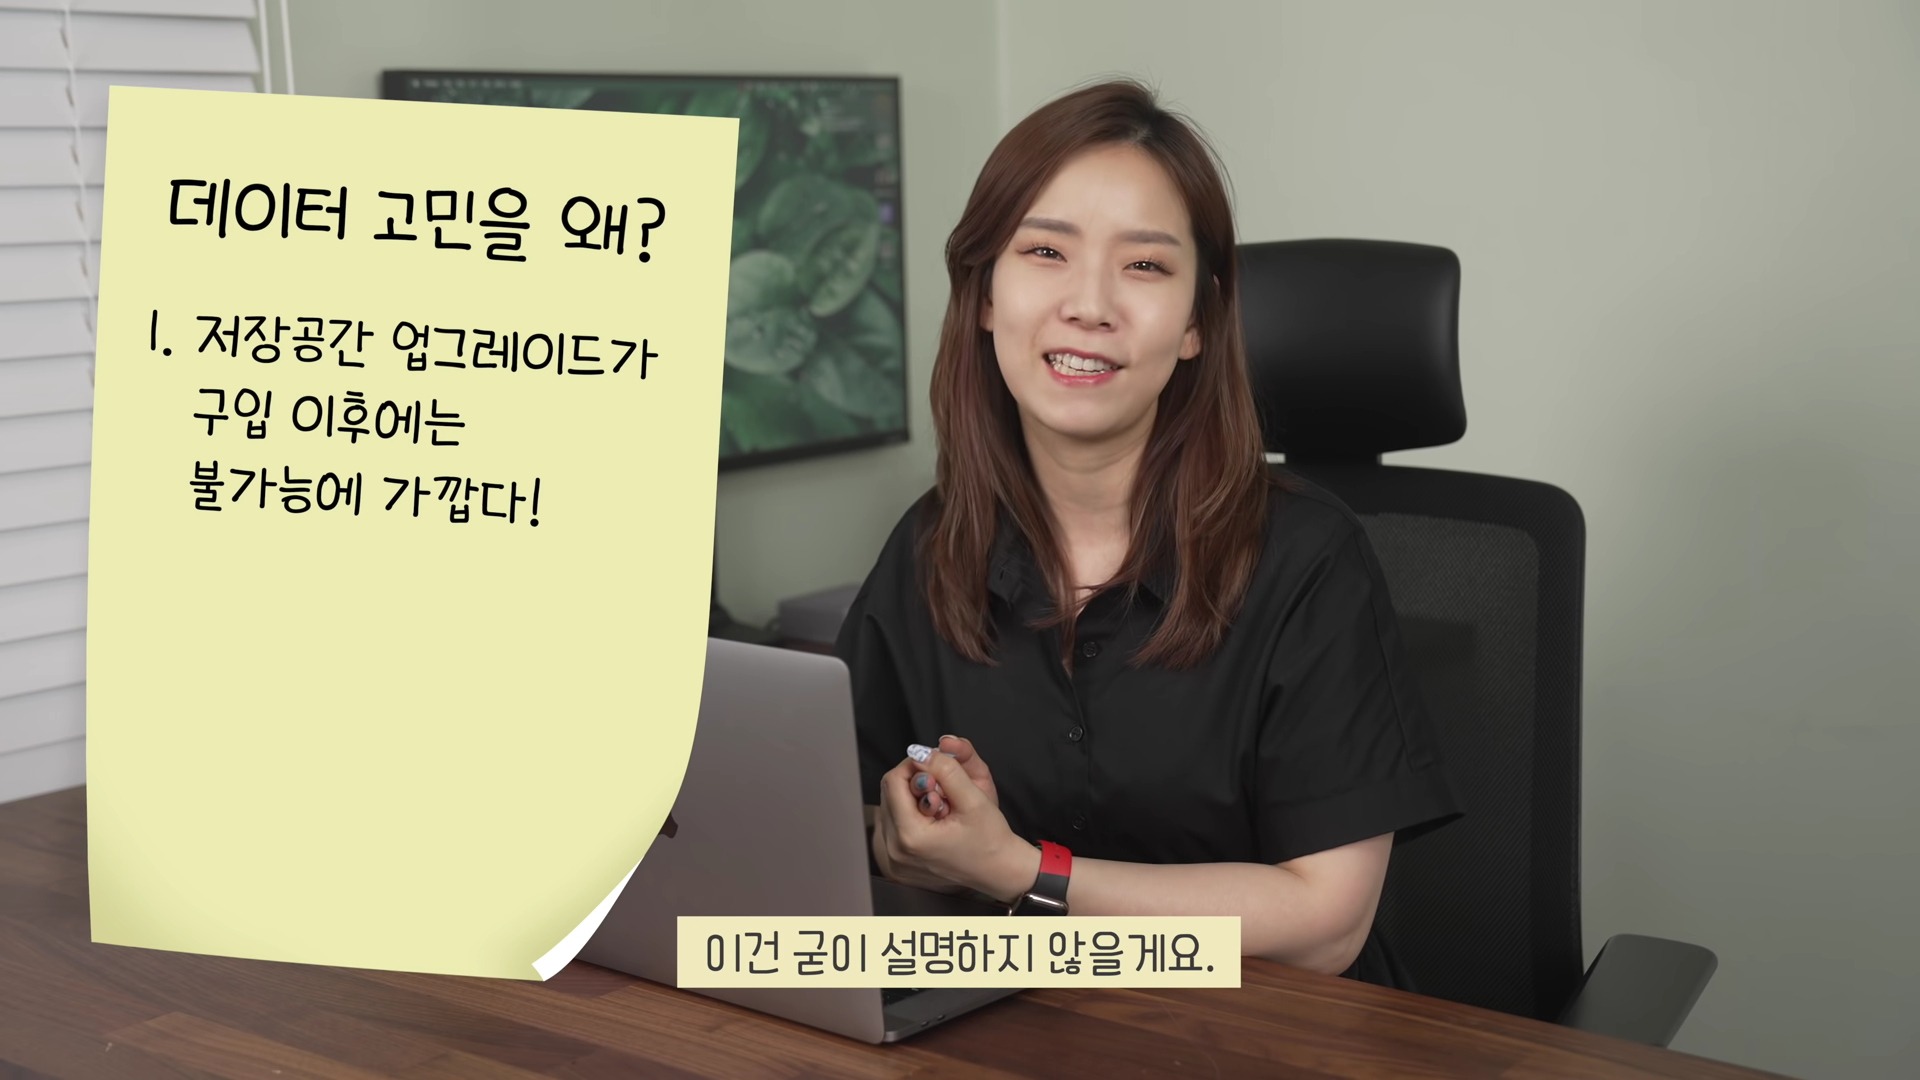 데이터 고민을 왜?
1. 저장공간 업그레이드가
구입 이후에는
불가능에 가깝다!
이건 굳이 설명하지 않을게요.